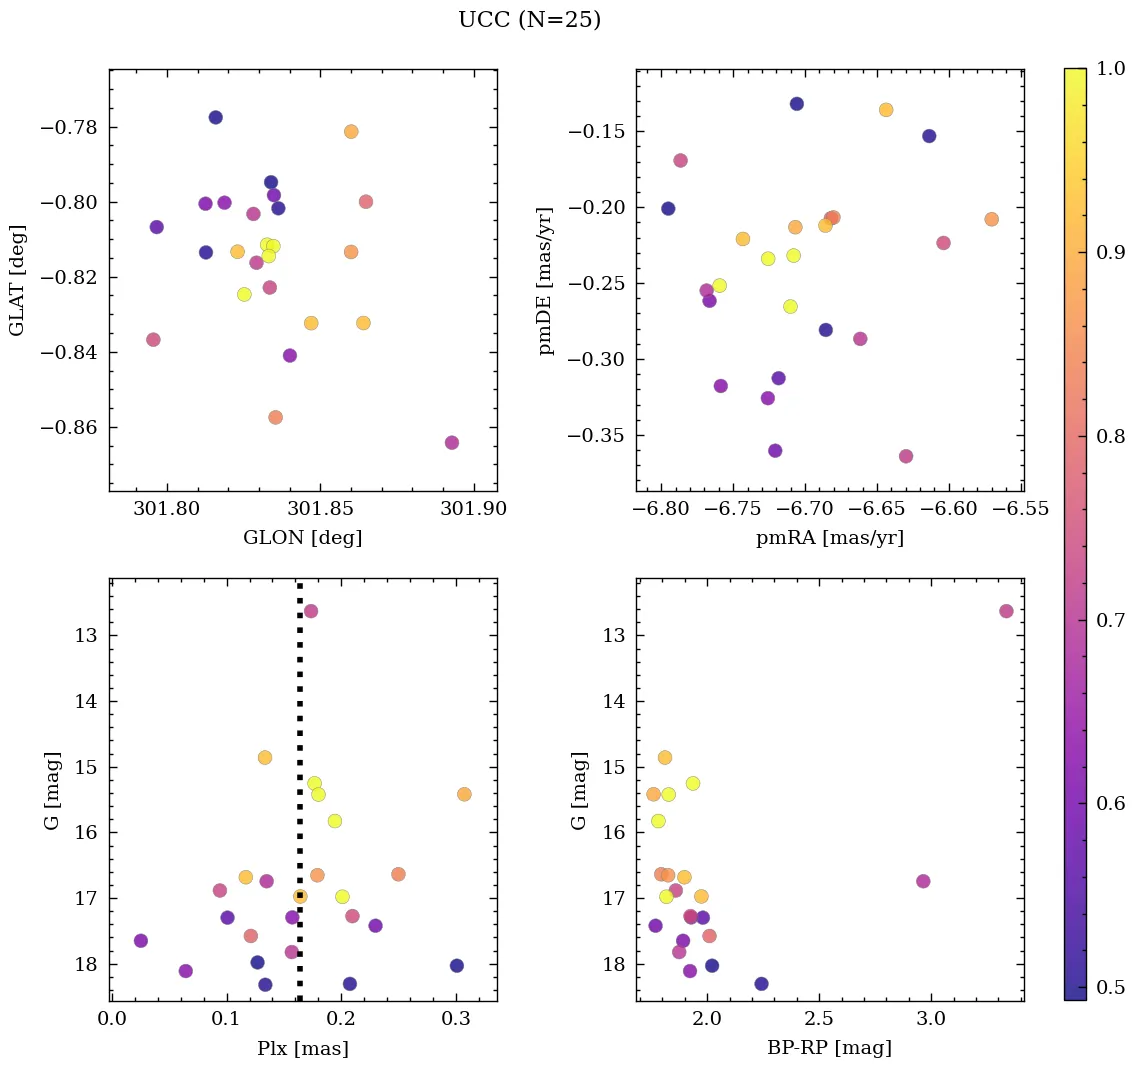 UCC (N=25)
−0.78
−0.80
−0.82
−0.84
−0.86
GLAT [deg]
301.80 301.85 301.90
GLON [deg]
−0.15
−0.20
−0.25
−0.30
−0.35
pmDE [mas/yr]
−6.80 −6.75 −6.70 −6.65 −6.60 −6.55
pmRA [mas/yr]
13
14
15
16
17
18
G [mag]
0.0 0.1 0.2 0.3
Plx [mas]
13
14
15
16
17
18
G [mag]
2.0 2.5 3.0
BP-RP [mag]
1.0
0.9
0.8
0.7
0.6
0.5